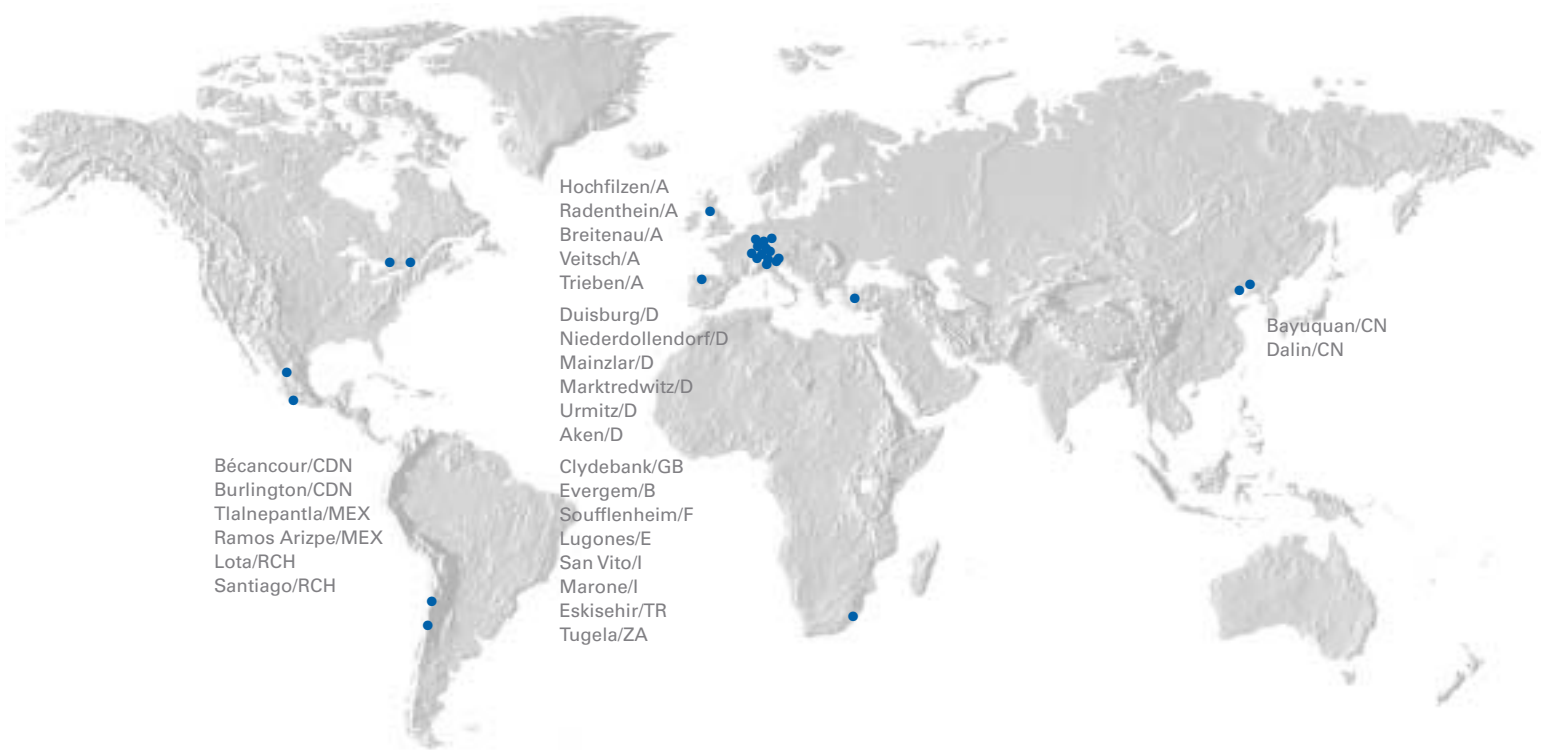 Hochfilzen/A
Radenthein/A
Breitenau/A
Veitsch/A
Trieben/A
Duisburg/D
Niederdollendorf/D
Mainzlar/D
Marktredwitz/D
Urmitz/D
Aken/D
Clydebank/GB
Evergem/B
Soufflenheim/F
Lugones/E
San Vito/I
Marone/I
Eskisehir/TR
Tugela/ZA
Bécancour/CDN
Burlington/CDN
Tlalnepantla/MEX
Ramos Arizpe/MEX
Lota/RCH
Santiago/RCH
Bayuquan/CN
Dalin/CN